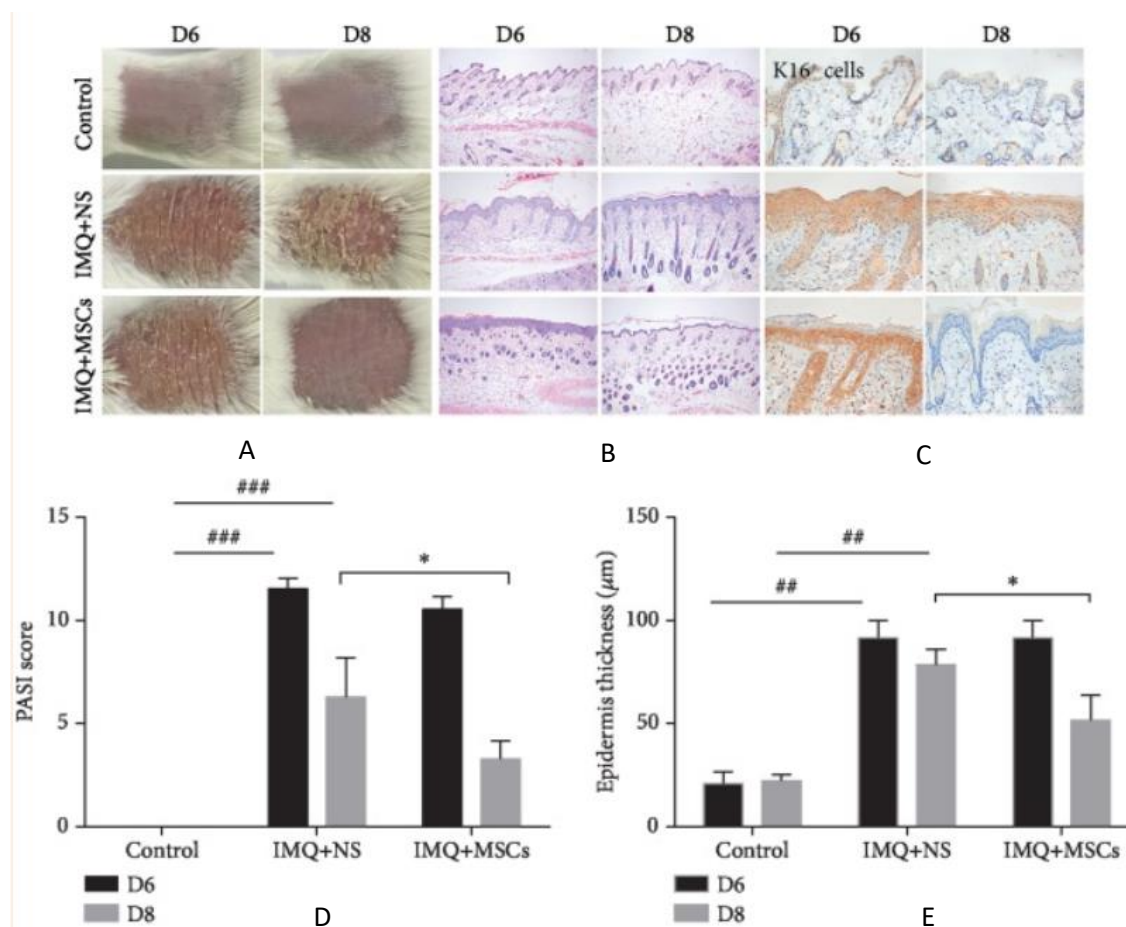 D6 D8 D6 D8 D6 D8
Control
K16 cells
IMQ+NS
IMQ+MSCs
A B C
###
###
*
15
10
5
0
PASI score
Control IMQ+NS IMQ+MSCs
D6
D8
D
##
##
*
150
100
50
0
Epidermis thickness (μm)
Control IMQ+NS IMQ+MSCs
D6
D8
E